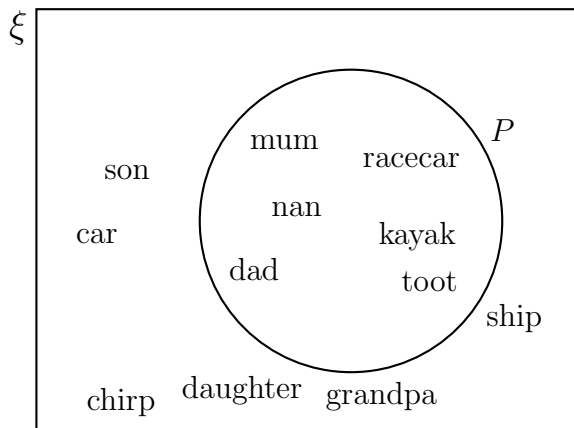 ξ
P
mum
racecar
son
nan
car
kayak
dad
toot
ship
daughter
grandpa
chirp